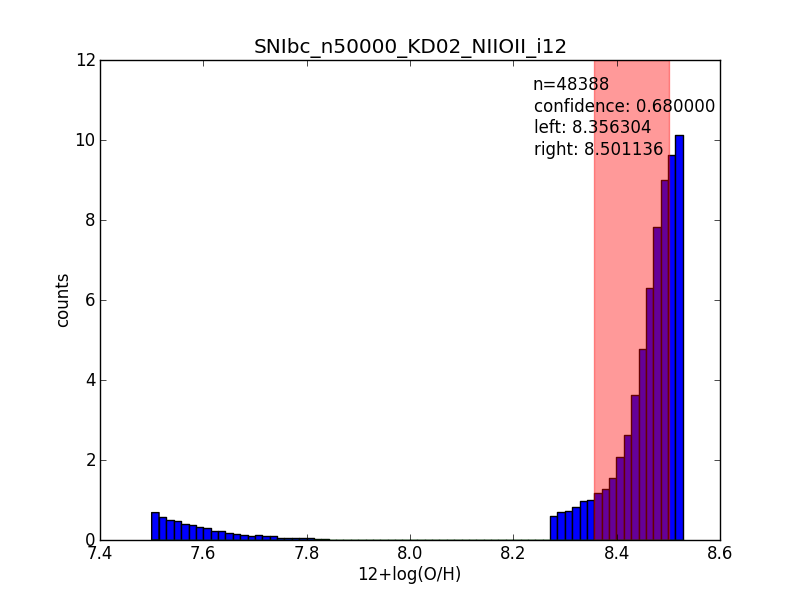 SNIbc_n50000_KD02_NIIOII_i12
12
n=48388
confidence: 0.680000
left: 8.356304
right: 8.501136
10
8
6
4
2
0
counts
7.4 7.6 7.8 8.0 8.2 8.4 8.6
12+log(O/H)